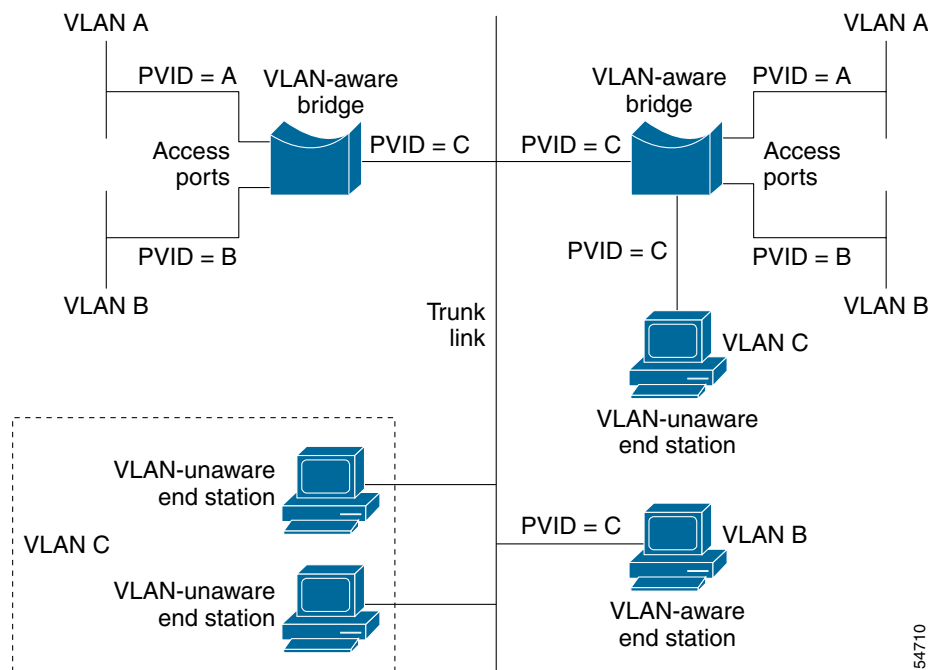 VLAN A
VLAN A
PVID = A
VLAN-aware
bridge
VLAN-aware
bridge
PVID = A
Access
ports
PVID = C
PVID = C
Access
ports
PVID = B
PVID = C
PVID = B
VLAN B
VLAN B
Trunk
link
VLAN C
VLAN-unaware
end station
VLAN-unaware
end station
PVID = C
VLAN B
VLAN C
VLAN-unaware
end station
VLAN-aware
end station
54710